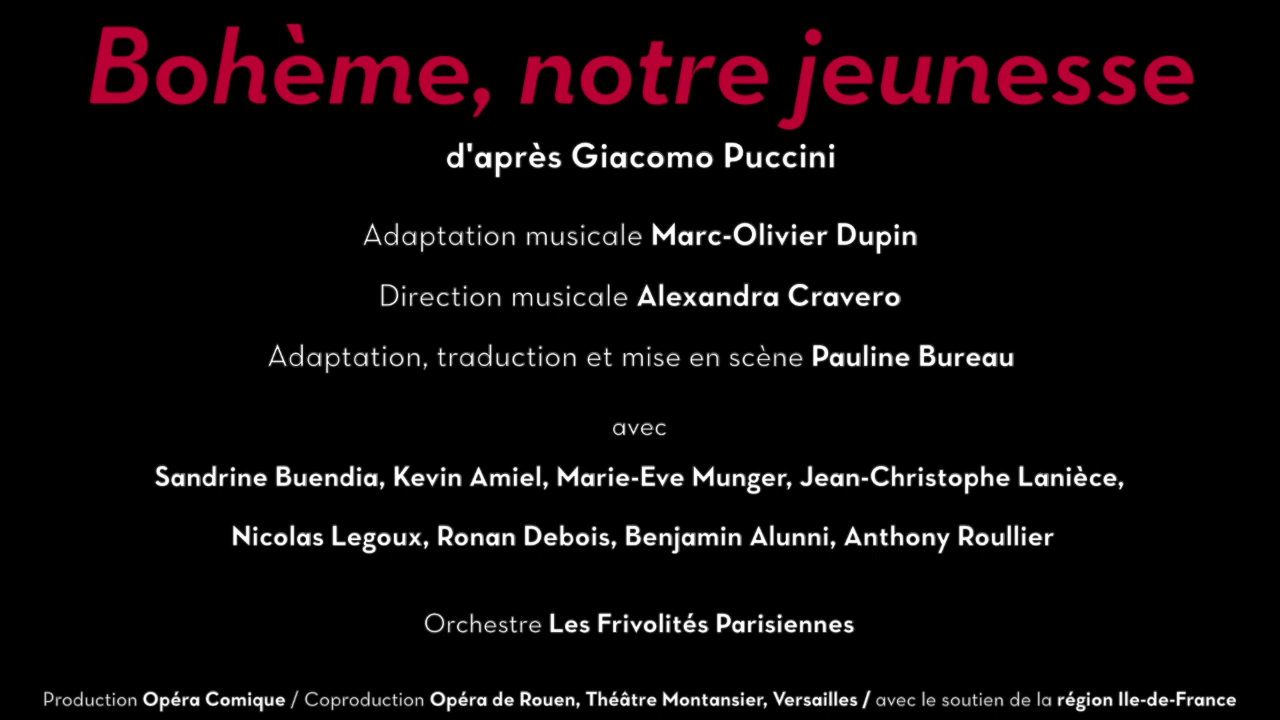 Bohème, notre jeunesse
d'après Giacomo Puccini
Adaptation musicale Marc-Olivier Dupin
Direction musicale Alexandra Cravero
Adaptation, traduction et mise en scène Pauline Bureau
avec
Sandrine Buendia, Kevin Amiel, Marie-Eve Munger, Jean-Christophe Lanièce,
Nicolas Legoux, Ronan Debois, Benjamin Alunni, Anthony Roullier
Orchestre Les Frivolités Parisiennes
Production Opéra Comique / Coproduction Opéra de Rouen, Théâtre Montansier, Versailles / avec le soutien de la région Ile-de-France